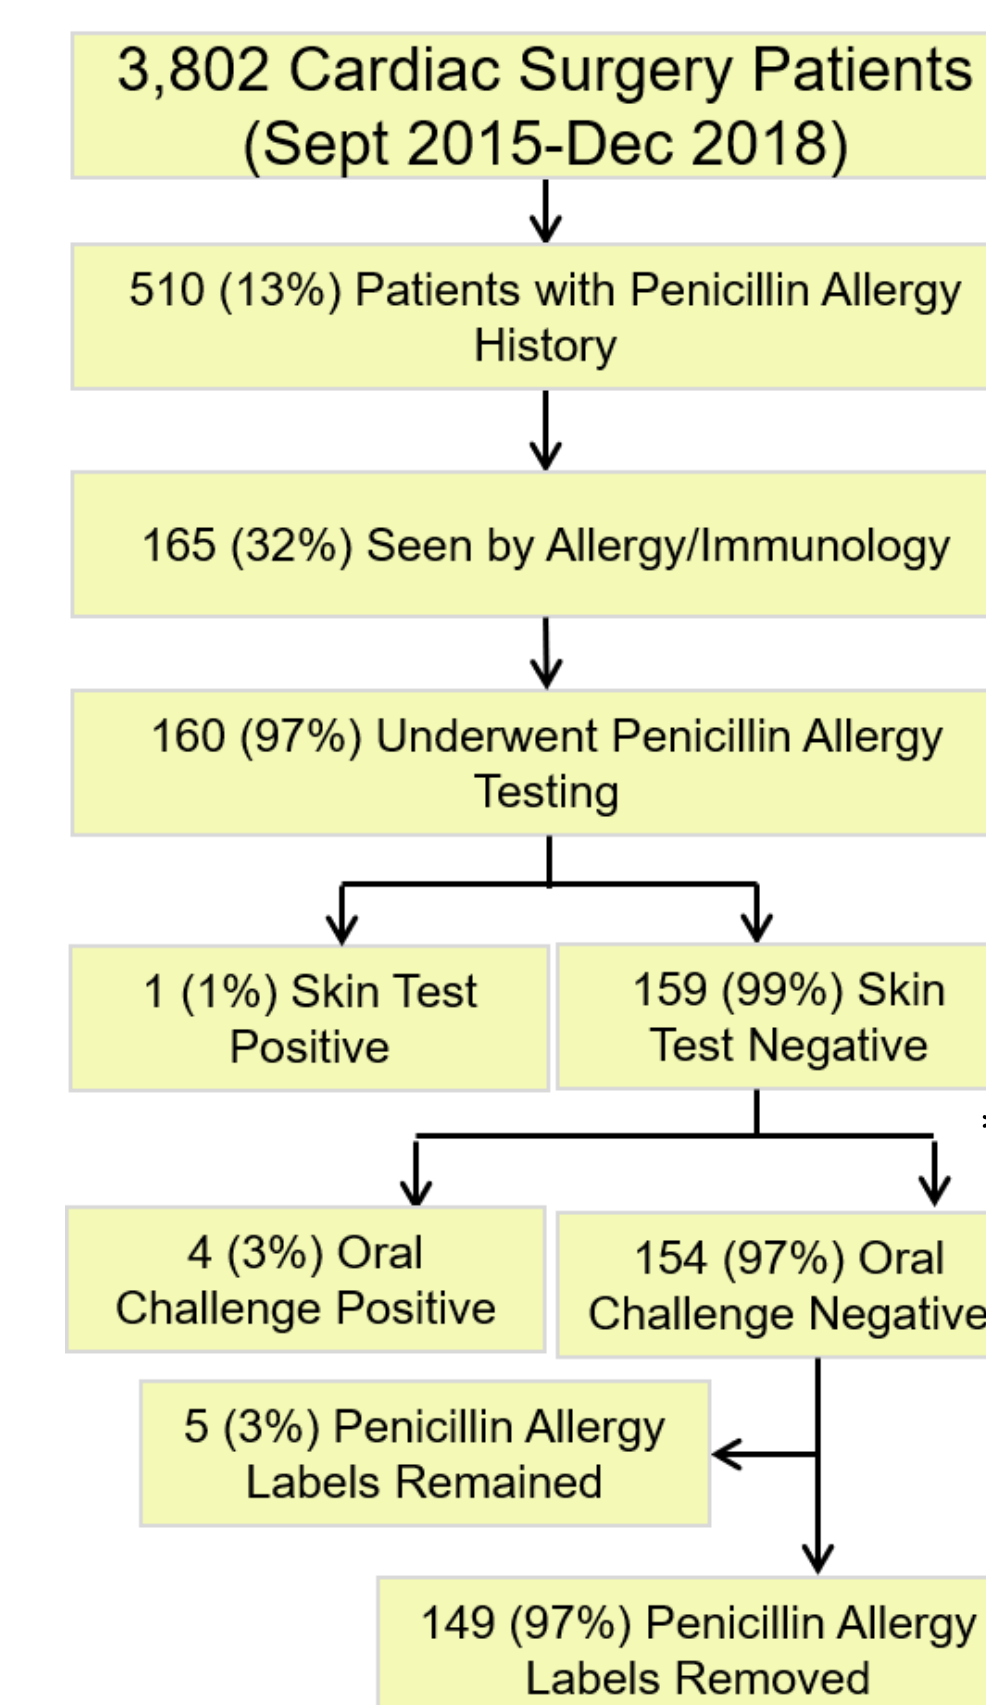 3,802 Cardiac Surgery Patients
(Sept 2015-Dec 2018)
510 (13%) Patients with Penicillin Allergy
History
165 (32%) Seen by Allergy/Immunology
160 (97%) Underwent Penicillin Allergy
Testing
1 (1%) Skin Test
Positive
159 (99%) Skin
Test Negative
4 (3%) Oral
Challenge Positive
154 (97%) Oral
Challenge Negative
5 (3%) Penicillin Allergy
Labels Remained
149 (97%) Penicillin Allergy
Labels Removed